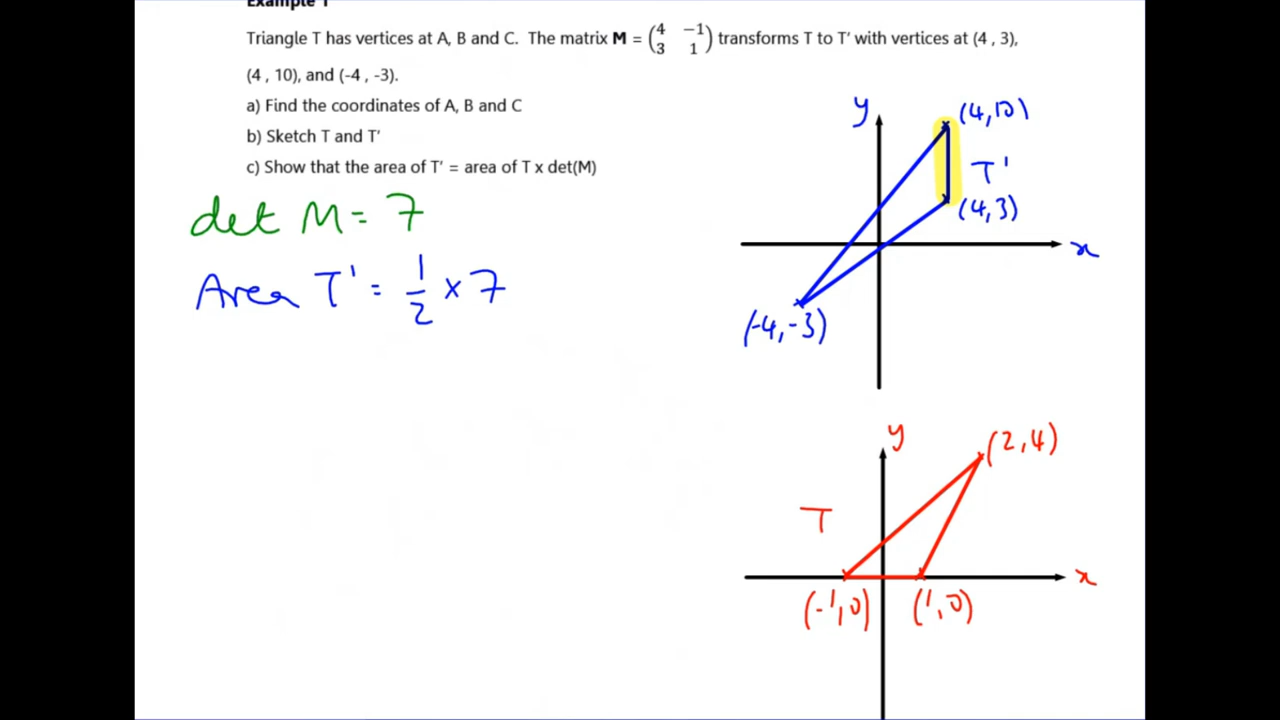 Example 1
Triangle T has vertices at A, B and C. The matrix M = (4 -1
3 1) transforms T to T' with vertices at (4 , 3),
(4 , 10), and (-4 , -3).
a) Find the coordinates of A, B and C
b) Sketch T and T'
c) Show that the area of T' = area of T x det(M)
det M = 7
Area T' = 1/2 x 7
y
(4,10)
T'
(4,3)
x
(-4,-3)
y
(2,4)
T
x
(-1,0)
(1,0)